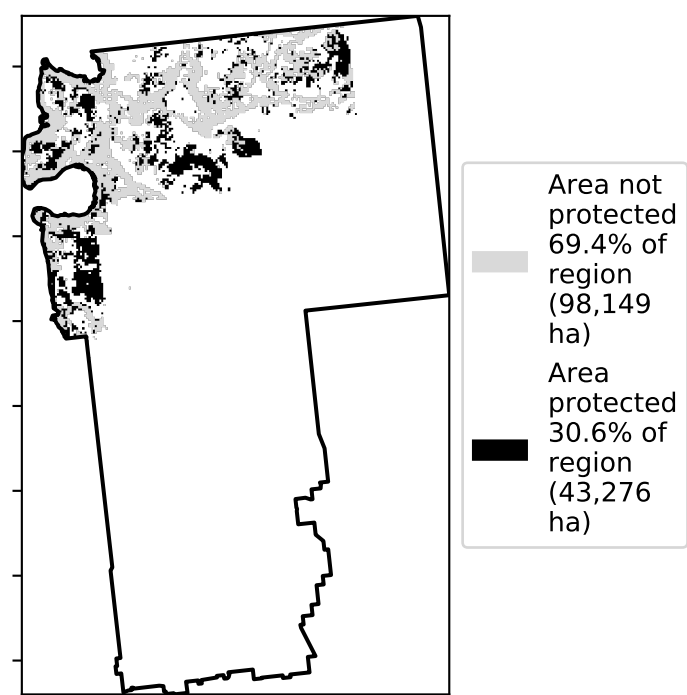 Area not
protected
69.4% of
region
(98,149
ha)
Area
protected
30.6% of
region
(43,276
ha)